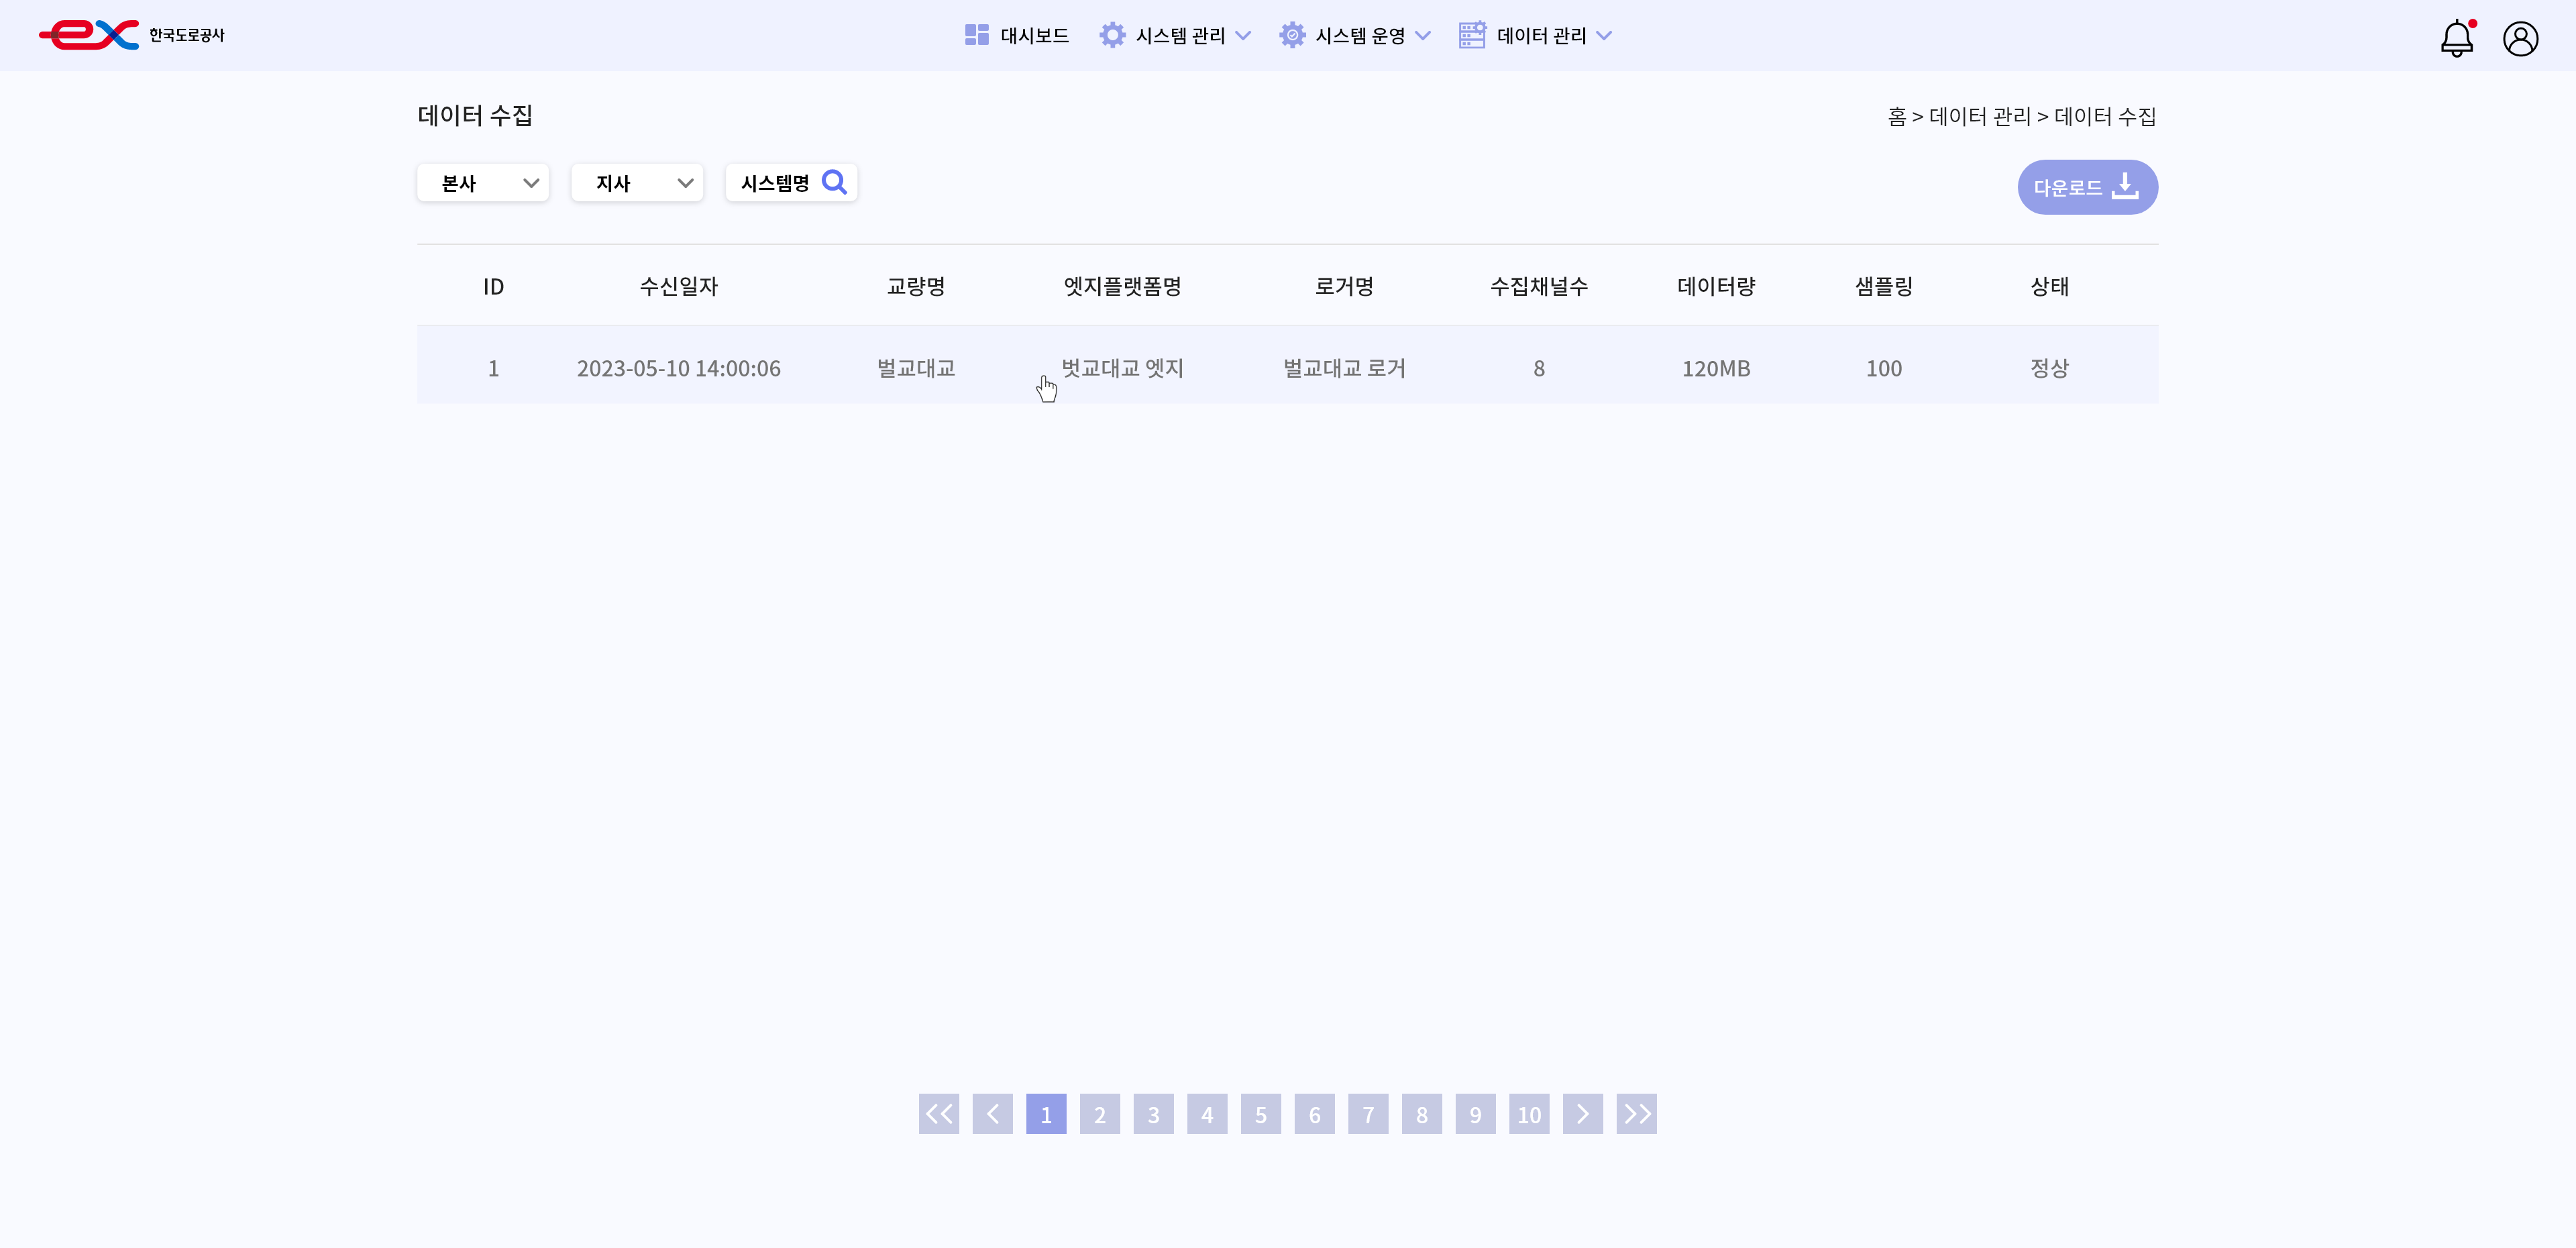 ex 한국도로공사 대시보드 시스템 관리 시스템 운영 데이터 관리
데이터 수집 홈 > 데이터 관리 > 데이터 수집
본사 지사 시스템명 다운로드
ID 수신일자 교량명 엣지플랫폼명 로거명 수집채널수 데이터량 샘플링 상태
1 2023-05-10 14:00:06 벌교대교 벗교대교 엣지 벌교대교 로거 8 120MB 100 정상
<< < 1 2 3 4 5 6 7 8 9 10 > >>